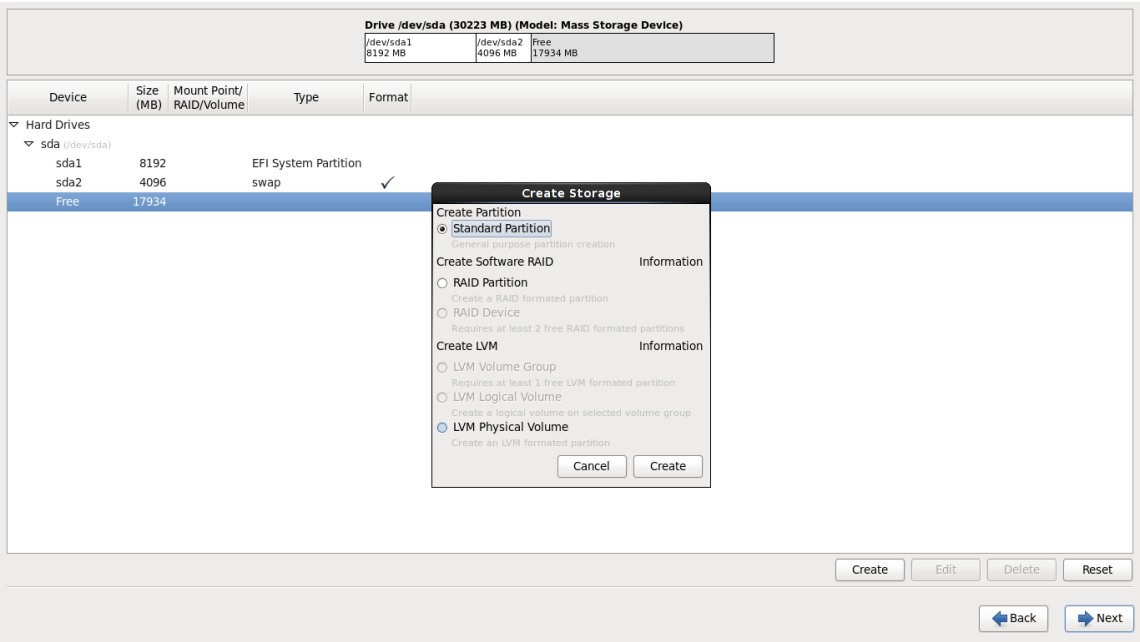 Drive /dev/sda (30223 MB) (Model: Mass Storage Device)
/dev/sda1 /dev/sda2 Free
8192 MB 4096 MB 17934 MB
Device Size (MB) Mount Point/ RAID/Volume Type Format
Hard Drives
sda (/dev/sda)
sda1 8192 EFI System Partition
sda2 4096 swap ✓
Free 17934
Create Storage
Create Partition
Standard Partition
General purpose partition creation
Create Software RAID Information
RAID Partition
Create a RAID formated partition
RAID Device
Requires at least 2 free RAID formated partitions
Create LVM Information
LVM Volume Group
Requires at least 1 free LVM formated partition
LVM Logical Volume
Create a logical volume on selected volume group
LVM Physical Volume
Create an LVM formated partition
Cancel Create
Create Edit Delete Reset
Back Next